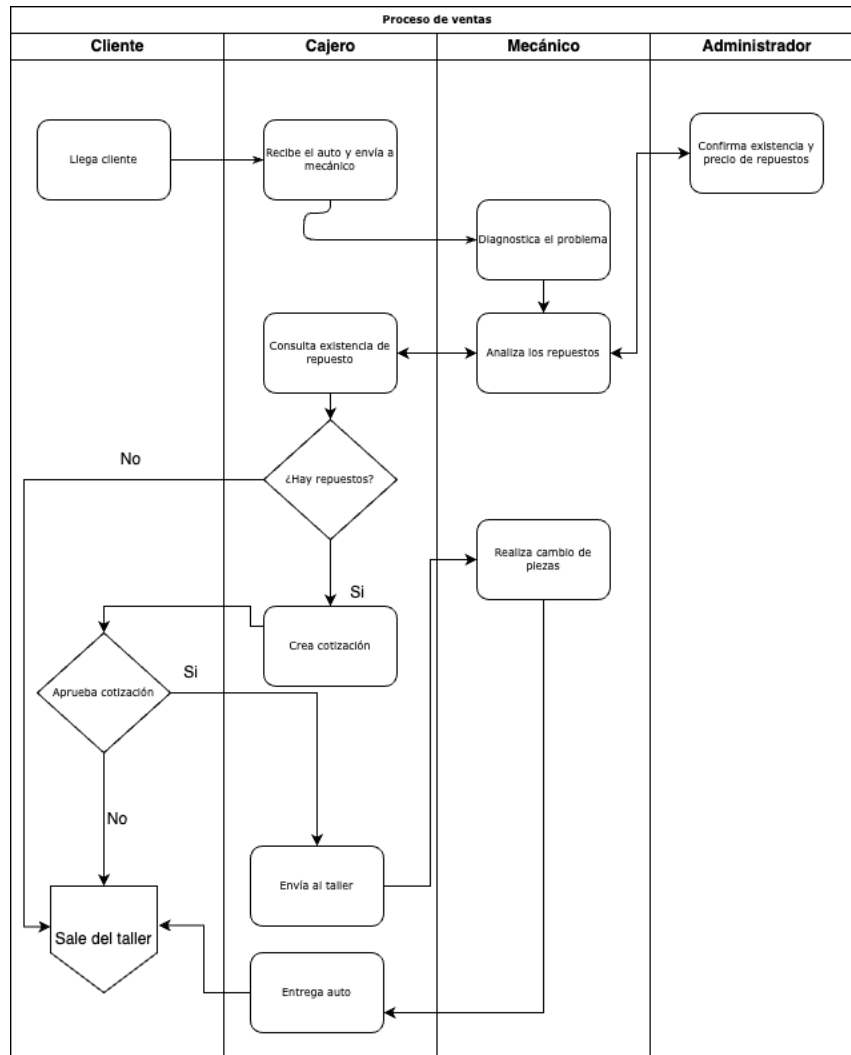 Proceso de ventas
Cliente
Cajero
Mecánico
Administrador
Llega cliente
Recibe el auto y envía a
mecánico
Confirma existencia y
precio de repuestos
Diagnostica el problema
Consulta existencia de
repuesto
Analiza los repuestos
No
¿Hay repuestos?
Realiza cambio de
piezas
Si
Crea cotización
Aprueba cotización
Si
No
Envía al taller
Sale del taller
Entrega auto